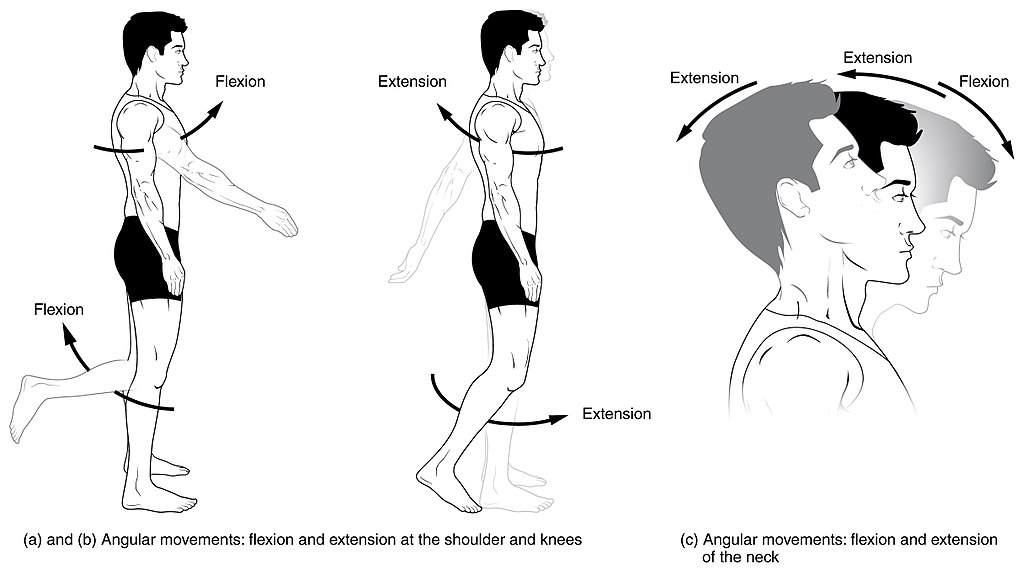 Flexion
Extension
Extension
Extension
Flexion
Flexion
Extension
(a) and (b) Angular movements: flexion and extension at the shoulder and knees
(c) Angular movements: flexion and extension
of the neck